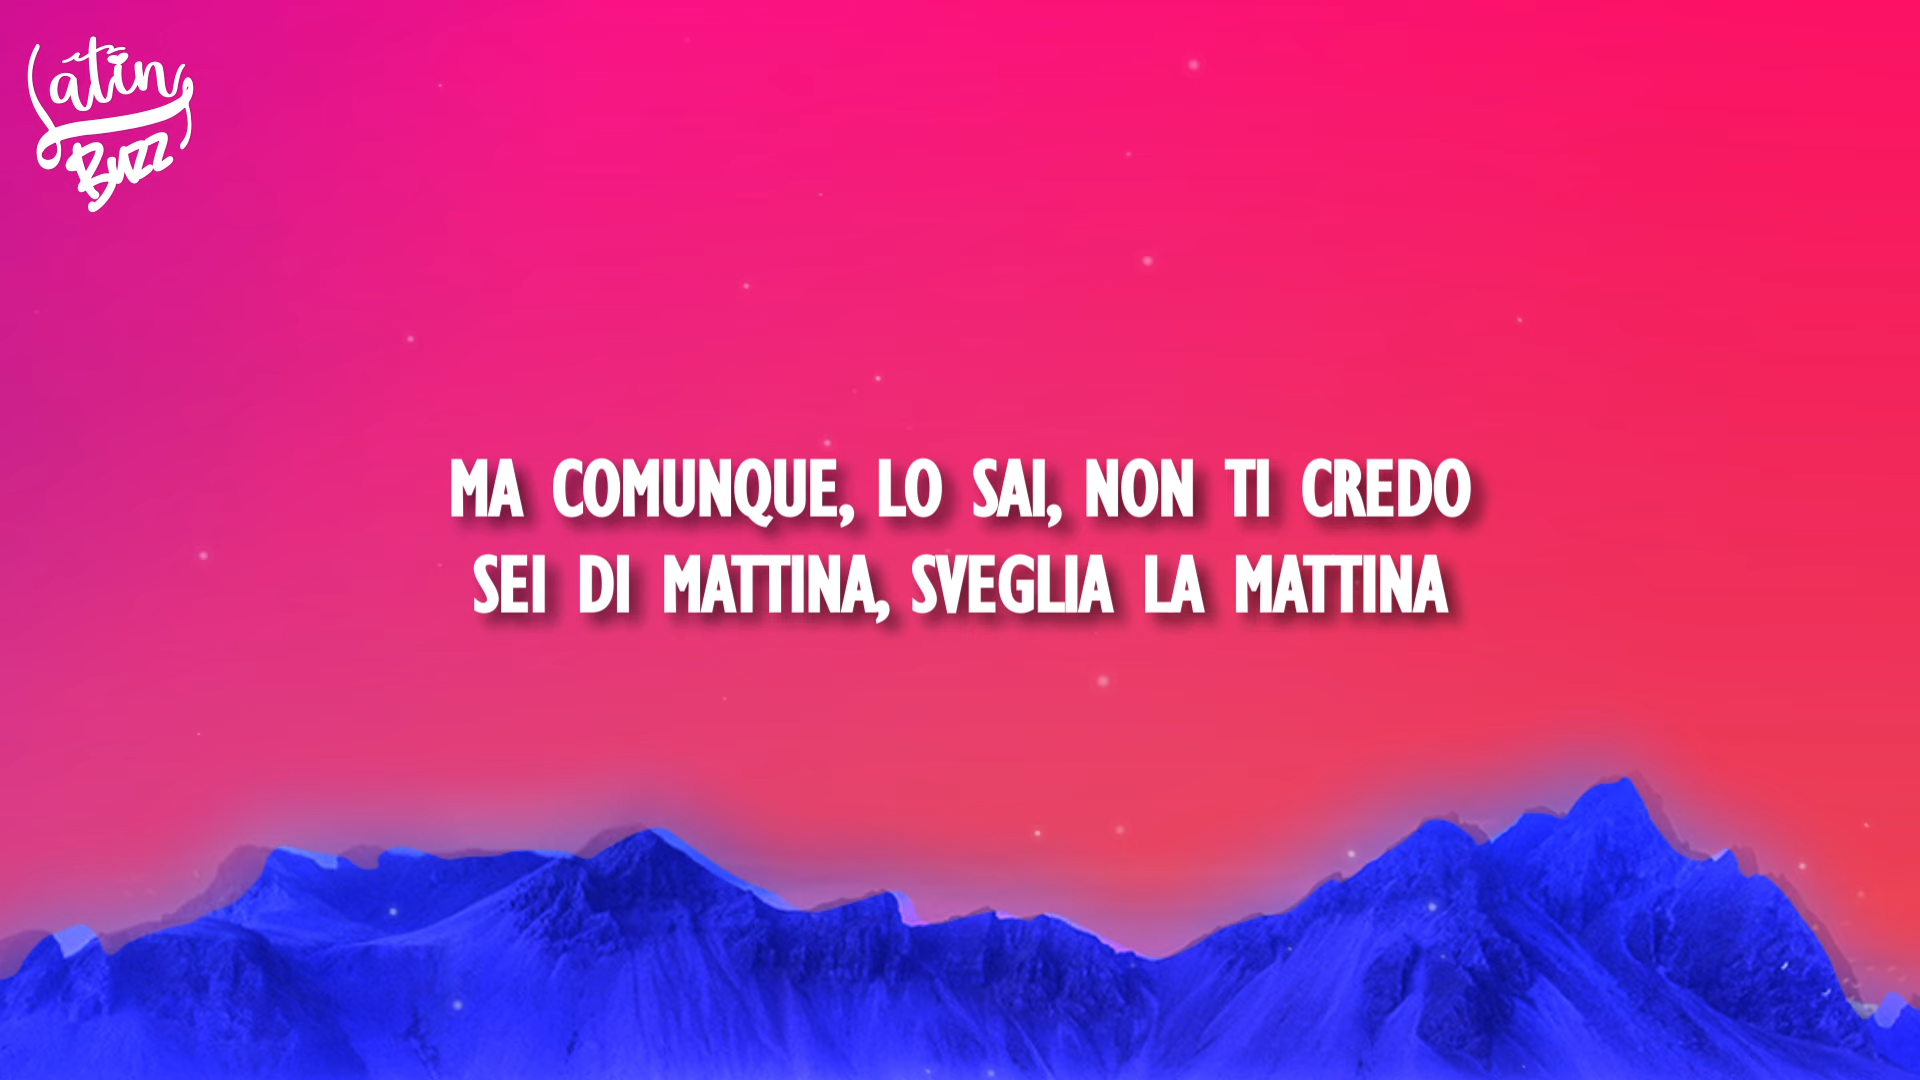 Latin
Buzz
MA COMUNQUE, LO SAI, NON TI CREDO
SEI DI MATTINA, SVEGLIA LA MATTINA